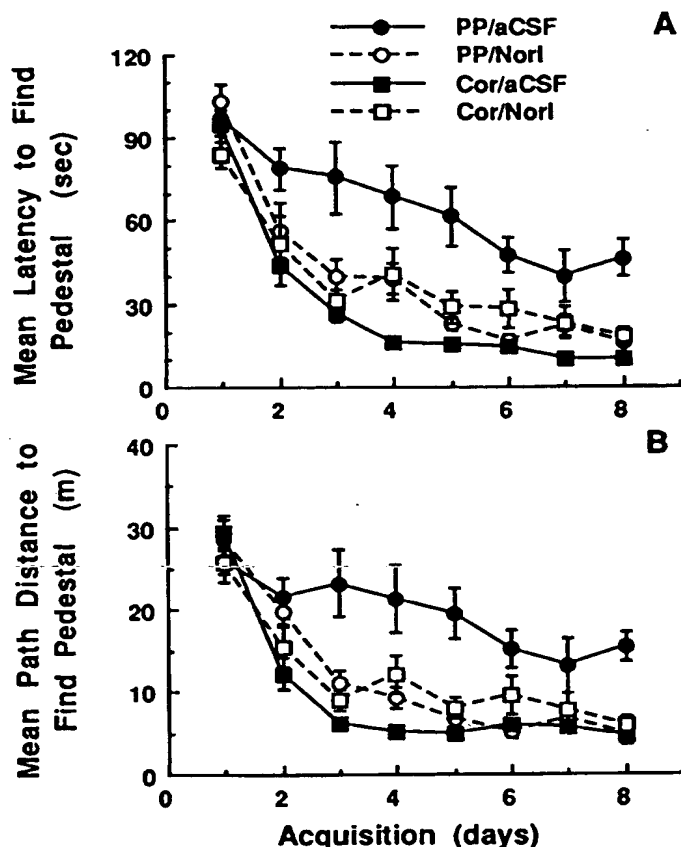 A
PP/aCSF
PP/Norl
Cor/aCSF
Cor/Norl
Mean Latency to Find
Pedestal (sec)
120
90
60
30
0
0 2 4 6 8
B
Mean Path Distance to
Find Pedestal (m)
40
30
20
10
0
0 2 4 6 8
Acquisition (days)